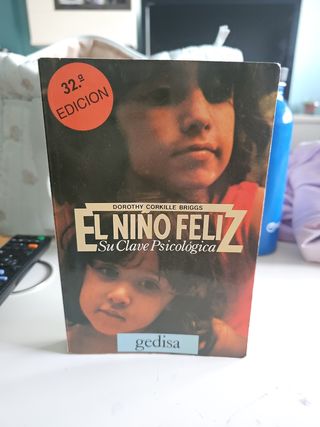 32.ª
EDICION
DOROTHY CORKILLE BRIGGS
EL NIÑO FELIZ
Su Clave Psicológica
gedisa